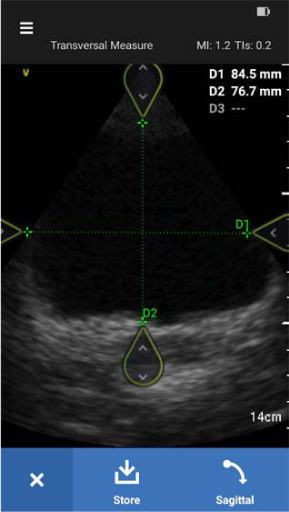 Transversal Measure MI: 1.2 TIs: 0.2
V
D1 84.5 mm
D2 76.7 mm
D3 ---
D1
D2
14cm
Store Sagittal